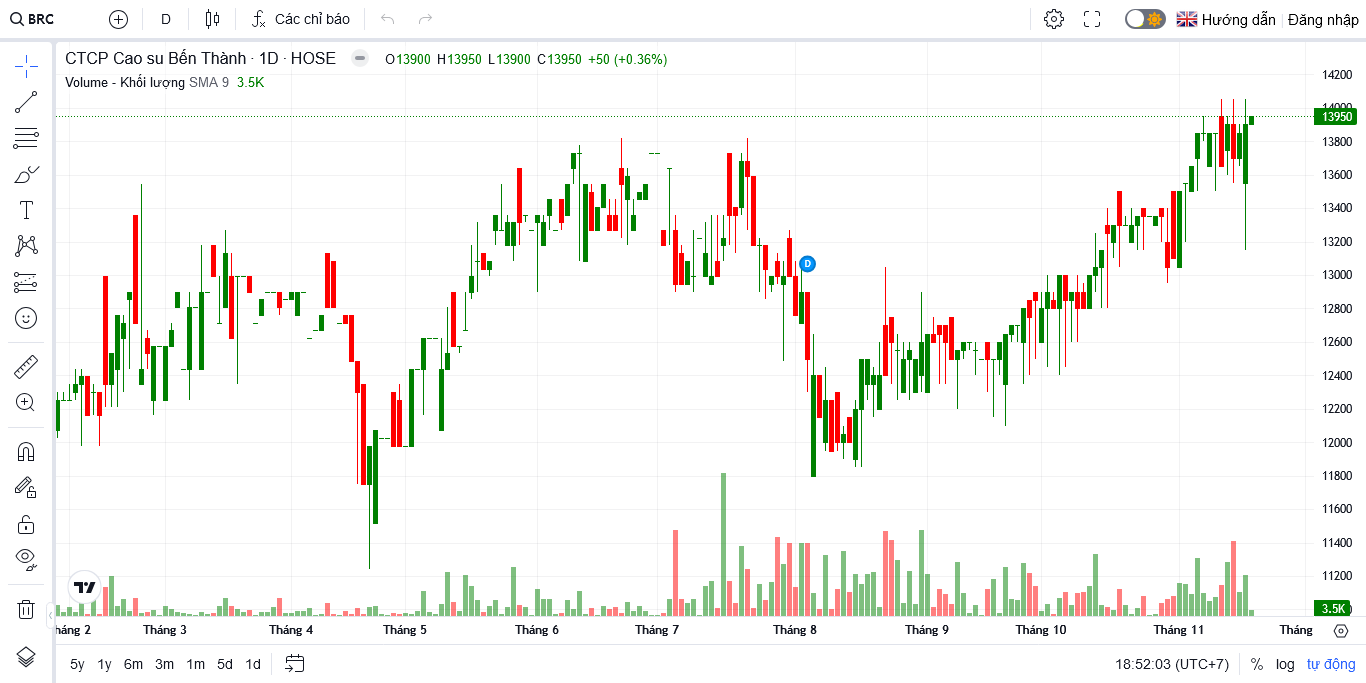 BRC
D
Các chỉ báo
Hướng dẫn
Đăng nhập
CTCP Cao su Bến Thành · 1D · HOSE
O13900 H13950 L13900 C13950 +50 (+0.36%)
Volume - Khối lượng SMA 9 3.5K
14200
14000
13950
13800
13600
13400
13200
13000
12800
12600
12400
12200
12000
11800
11600
11400
11200
3.5K
D
háng 2 Tháng 3 Tháng 4 Tháng 5 Tháng 6 Tháng 7 Tháng 8 Tháng 9 Tháng 10 Tháng 11 Tháng
5y 1y 6m 3m 1m 5d 1d
18:52:03 (UTC+7) % log tự động